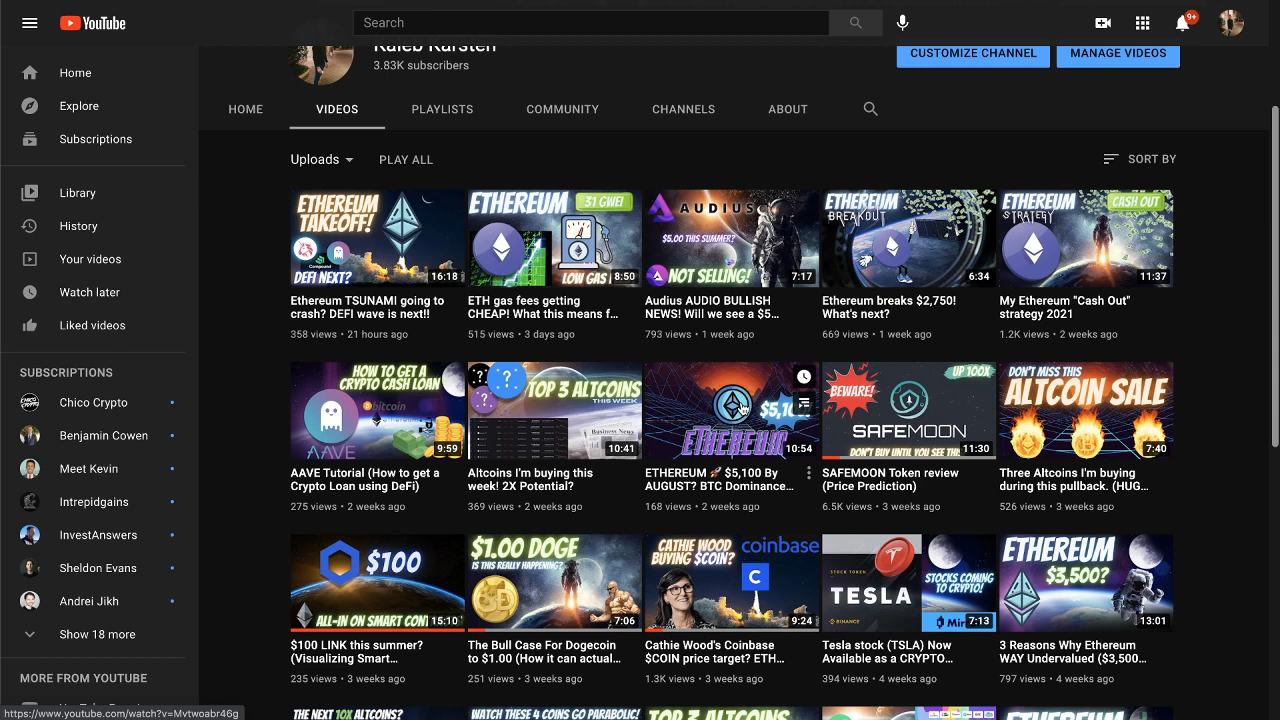 YouTube
Search
9+
Kaleb Karsten
3.83K subscribers
CUSTOMIZE CHANNEL
MANAGE VIDEOS
HOME
VIDEOS
PLAYLISTS
COMMUNITY
CHANNELS
ABOUT
Uploads
PLAY ALL
SORT BY
Home
Explore
Subscriptions
Library
History
Your videos
Watch later
Liked videos
SUBSCRIPTIONS
Chico Crypto
Benjamin Cowen
Meet Kevin
Intrepidgains
InvestAnswers
Sheldon Evans
Andrei Jikh
Show 18 more
MORE FROM YOUTUBE
https://www.youtube.com/watch?v=Mvtwoabr46g
ETHEREUM
TAKEOFF!
Compound
DEFI NEXT?
16:18
Ethereum TSUNAMI going to
crash? DEFI wave is next!!
358 views • 21 hours ago
ETHEREUM
31 GWEI
LOW GAS
8:50
ETH gas fees getting
CHEAP! What this means f...
515 views • 3 days ago
AUDIUS
$5.00 THIS SUMMER?
NOT SELLING!
7:17
Audius AUDIO BULLISH
NEWS! Will we see a $5...
793 views • 1 week ago
ETHEREUM
BREAKOUT
6:34
Ethereum breaks $2,750!
What's next?
669 views • 1 week ago
ETHEREUM
STRATEGY
CASH OUT
11:37
My Ethereum "Cash Out"
strategy 2021
1.2K views • 2 weeks ago
HOW TO GET A
CRYPTO CASH LOAN
bitcoin
AAVE
9:59
AAVE Tutorial (How to get a
Crypto Loan using DeFi)
275 views • 2 weeks ago
? ? ?
TOP 3 ALTCOINS
THIS WEEK
Business News
10:41
Altcoins I'm buying this
week! 2X Potential?
369 views • 2 weeks ago
$5,10
ETHEREUM
10:54
ETHEREUM 🚀 $5,100 By
AUGUST? BTC Dominance...
168 views • 2 weeks ago
BEWARE!
UP 100X
SAFEMOON
DON'T BUY UNTIL YOU SEE THIS
11:30
SAFEMOON Token review
(Price Prediction)
6.5K views • 3 weeks ago
DON'T MISS THIS
ALTCOIN SALE
7:40
Three Altcoins I'm buying
during this pullback. (HUG...
526 views • 3 weeks ago
$100
ALL-IN ON SMART CON
15:10
$100 LINK this summer?
(Visualizing Smart...
235 views • 3 weeks ago
$1.00 DOGE
IS THIS REALLY HAPPENING?
7:06
The Bull Case For Dogecoin
to $1.00 (How it can actual...
251 views • 3 weeks ago
CATHIE WOOD
BUYING $COIN?
coinbase
C
9:24
Cathie Wood's Coinbase
$COIN price target? ETH...
1.3K views • 3 weeks ago
STOCK TOKEN
TESLA
BINANCE
STOCKS COMING
TO CRYPTO!
Mir
7:13
Tesla stock (TSLA) Now
Available as a CRYPTO...
394 views • 4 weeks ago
ETHEREUM
$3,500?
13:01
3 Reasons Why Ethereum
WAY Undervalued ($3,500...
797 views • 4 weeks ago
THE NEXT 10X ALTCOINS?
WATCH THESE 4 COINS GO PARABOLIC!
TOP 3 ALTCOINS
ETHEREUM